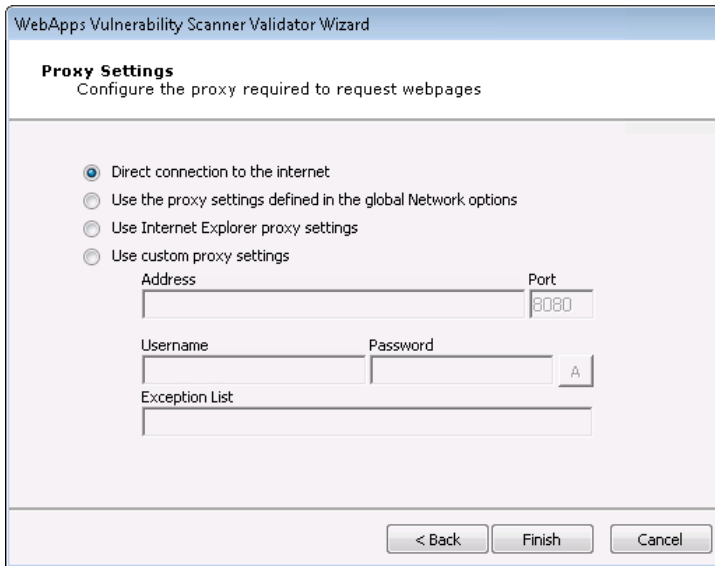 WebApps Vulnerability Scanner Validator Wizard
Proxy Settings
Configure the proxy required to request webpages
Direct connection to the internet
Use the proxy settings defined in the global Network options
Use Internet Explorer proxy settings
Use custom proxy settings
Address Port
8080
Username Password
A
Exception List
< Back Finish Cancel